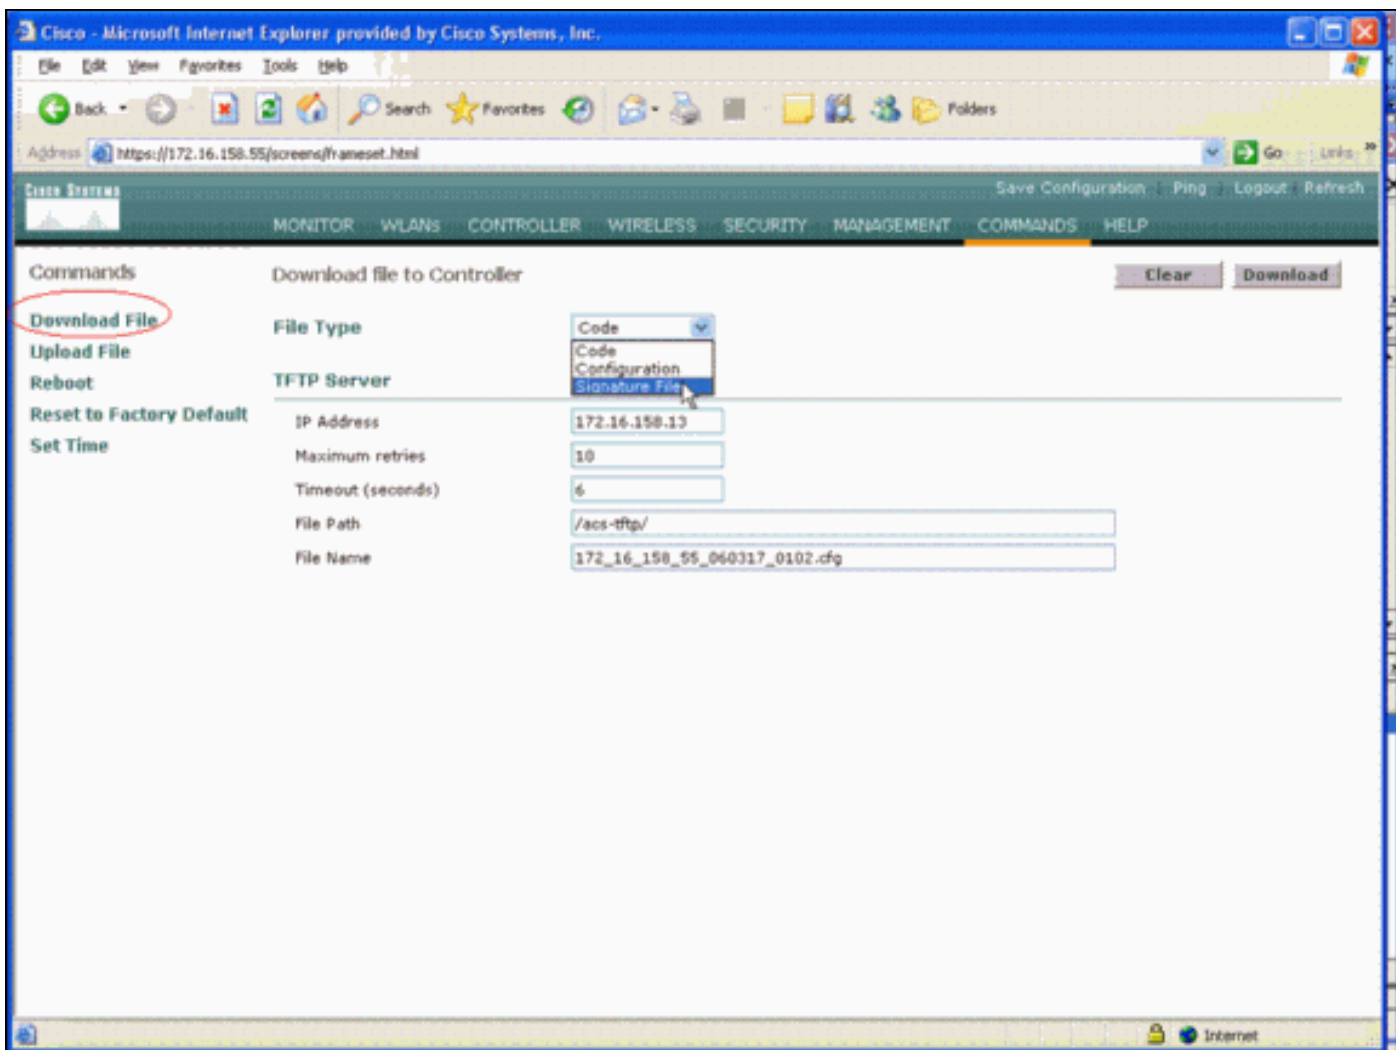 Cisco - Microsoft Internet Explorer provided by Cisco Systems, Inc.
File Edit View Favorites Tools Help
Back Search Favorites Folders
Address https://172.16.158.55/screens/frameset.html Go Links »
CISCO SYSTEMS
Save Configuration Ping Logout Refresh
MONITOR WLANs CONTROLLER WIRELESS SECURITY MANAGEMENT COMMANDS HELP
Commands
Download File
Upload File
Reboot
Reset to Factory Default
Set Time
Download file to Controller Clear Download
File Type Code
Code
Configuration
Signature File
TFTP Server
IP Address 172.16.158.13
Maximum retries 10
Timeout (seconds) 6
File Path /acs-tftp/
File Name 172_16_158_55_060317_0102.cfg
Internet